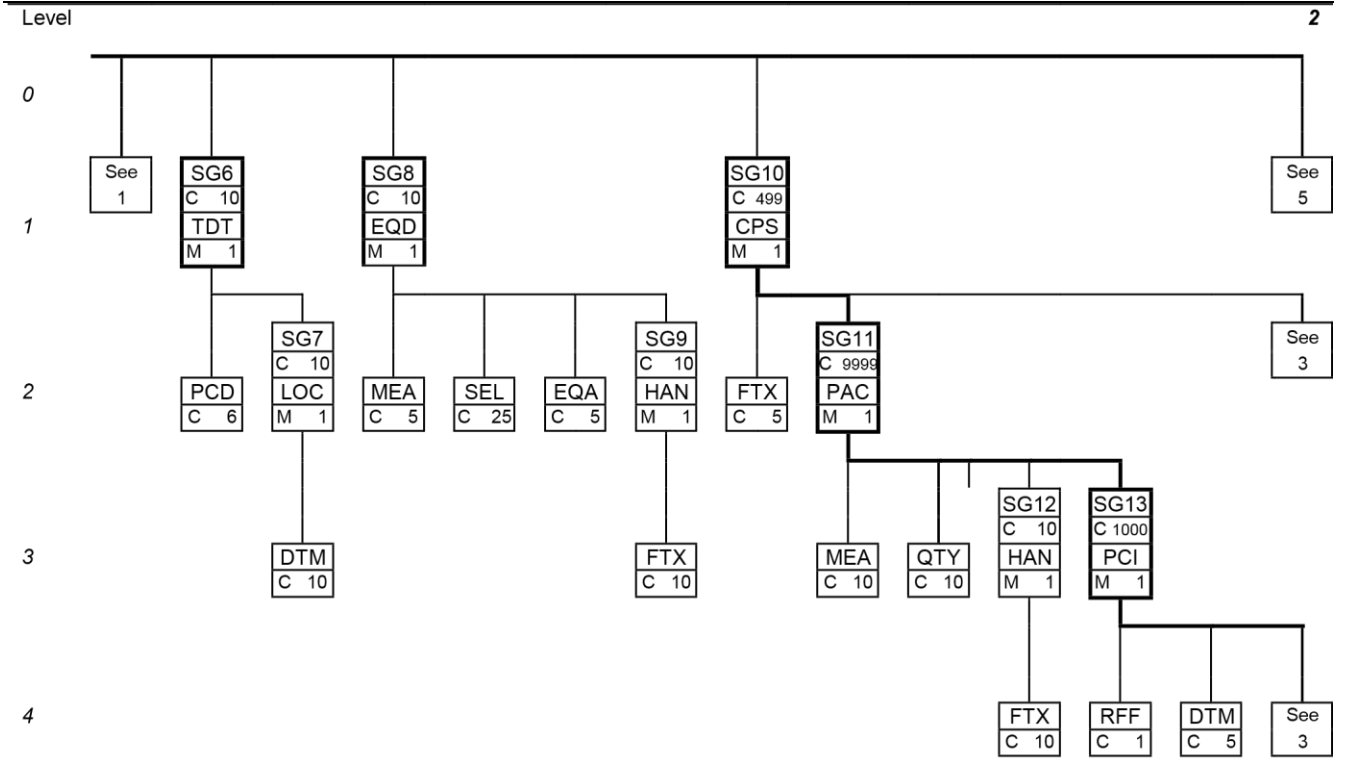 Level 2
0
See
1
SG6
C 10
TDT
M 1
SG8
C 10
EQD
M 1
SG10
C 499
CPS
M 1
See
5
1
SG7
C 10
LOC
M 1
SG9
C 10
HAN
M 1
SG11
C 9999
PAC
M 1
See
3
2
PCD
C 6
MEA
C 5
SEL
C 25
EQA
C 5
FTX
C 5
SG12
C 10
HAN
M 1
SG13
C 1000
PCI
M 1
3
DTM
C 10
FTX
C 10
MEA
C 10
QTY
C 10
4
FTX
C 10
RFF
C 1
DTM
C 5
See
3